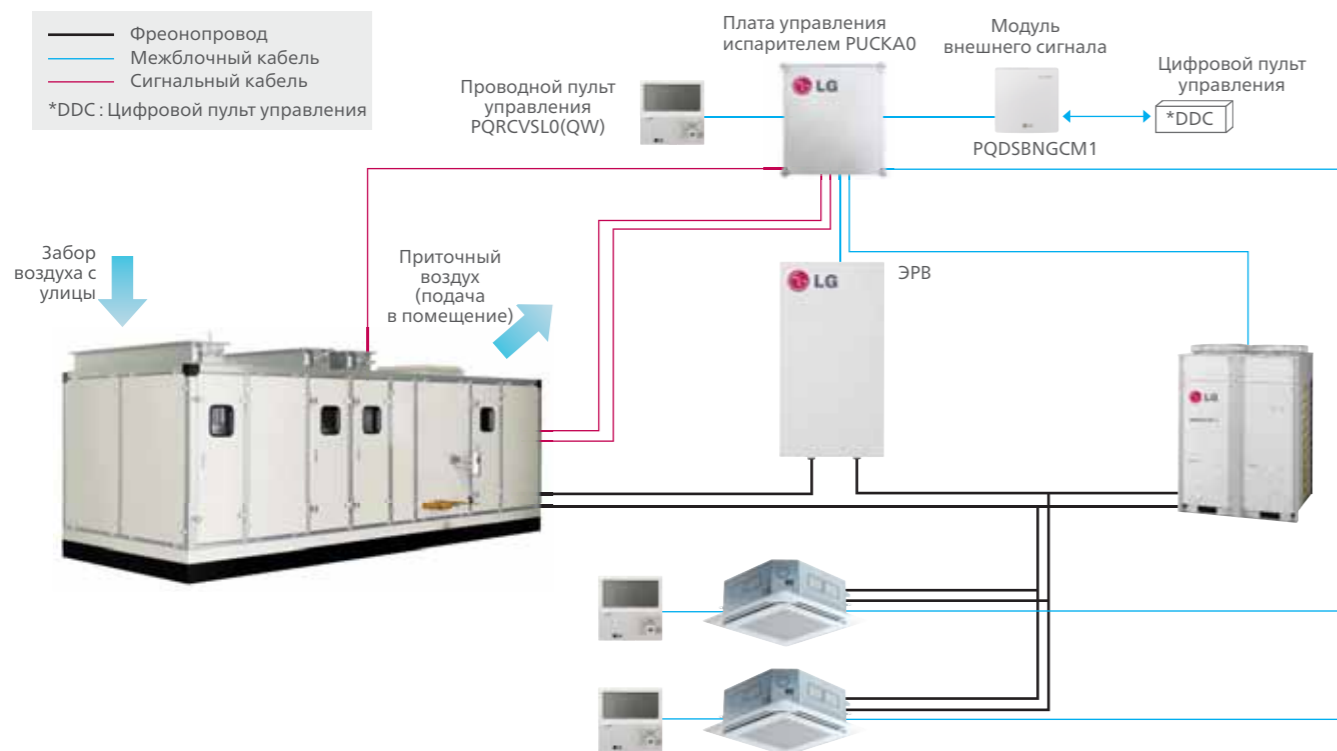 Фреонопровод
Межблочный кабель
Сигнальный кабель
*DDC : Цифровой пульт управления
Проводной пульт
управления
PQRCVSL0(QW)
Плата управления
испарителем PUCKA0
LG
Модуль
внешнего сигнала
PQDSBNGCM1
Цифровой пульт
управления
*DDC
Забор
воздуха с
улицы
Приточный
воздух
(подача
в помещение)
LG
ЭРВ
LG